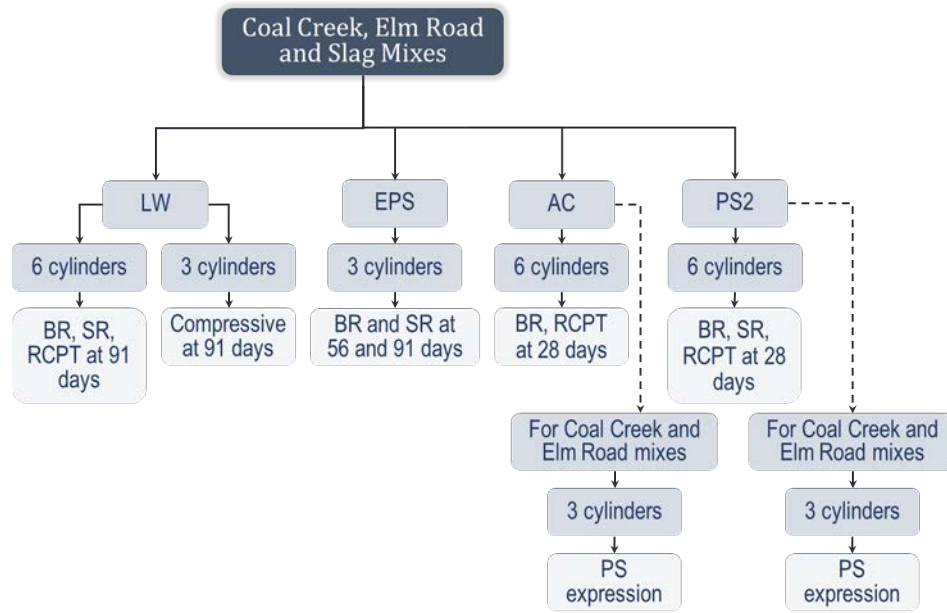 Coal Creek, Elm Road
and Slag Mixes
LW
EPS
AC
PS2
6 cylinders
3 cylinders
3 cylinders
6 cylinders
6 cylinders
BR, SR,
RCPT at 91
days
Compressive
at 91 days
BR and SR at
56 and 91 days
BR, RCPT
at 28 days
BR, SR,
RCPT at 28
days
For Coal Creek and
Elm Road mixes
For Coal Creek and
Elm Road mixes
3 cylinders
3 cylinders
PS
expression
PS
expression